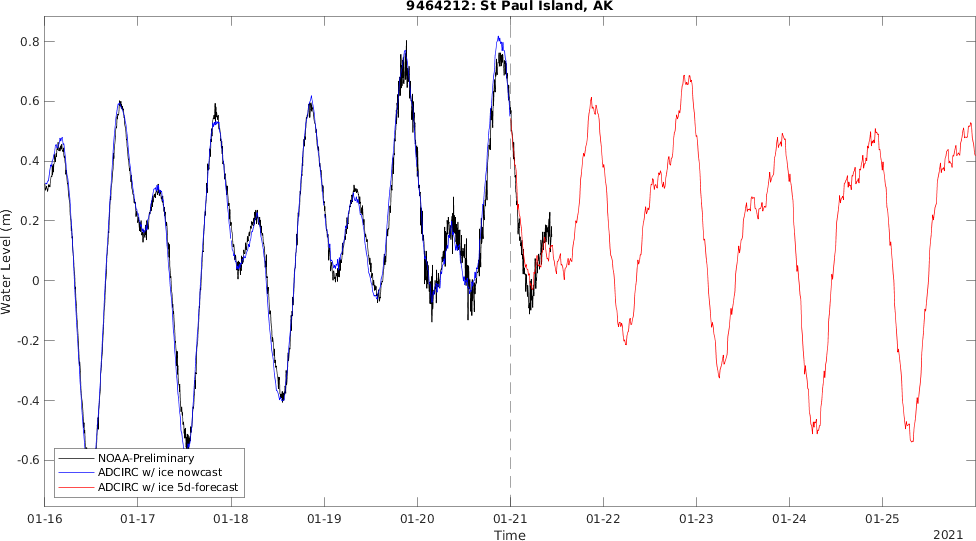 9464212: St Paul Island, AK
0.8
0.6
0.4
0.2
0
-0.2
-0.4
-0.6
Water Level (m)
NOAA-Preliminary
ADCIRC w/ ice nowcast
ADCIRC w/ ice 5d-forecast
01-16 01-17 01-18 01-19 01-20 01-21 01-22 01-23 01-24 01-25
Time
2021